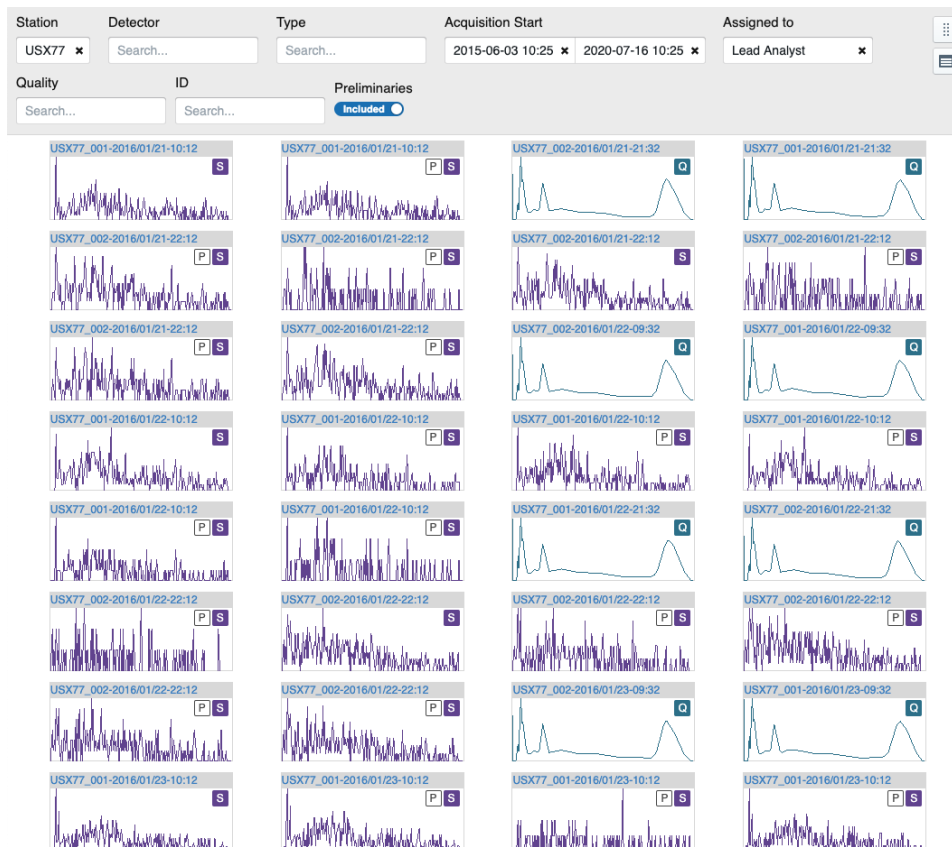 Station Detector Type Acquisition Start Assigned to
USX77 × Search... Search... 2015-06-03 10:25 × 2020-07-16 10:25 × Lead Analyst ×
Quality ID Preliminaries
Search... Search... Included
USX77_001-2016/01/21-10:12 USX77_001-2016/01/21-10:12 USX77_002-2016/01/21-21:32 USX77_001-2016/01/21-21:32
S P S Q Q
USX77_002-2016/01/21-22:12 USX77_002-2016/01/21-22:12 USX77_002-2016/01/21-22:12 USX77_002-2016/01/21-22:12
P S P S S P S
USX77_002-2016/01/21-22:12 USX77_002-2016/01/21-22:12 USX77_002-2016/01/22-09:32 USX77_001-2016/01/22-09:32
P S P S Q Q
USX77_001-2016/01/22-10:12 USX77_001-2016/01/22-10:12 USX77_001-2016/01/22-10:12 USX77_001-2016/01/22-10:12
S P S P S P S
USX77_001-2016/01/22-10:12 USX77_001-2016/01/22-10:12 USX77_001-2016/01/22-21:32 USX77_002-2016/01/22-21:32
P S P S Q Q
USX77_002-2016/01/22-22:12 USX77_002-2016/01/22-22:12 USX77_002-2016/01/22-22:12 USX77_002-2016/01/22-22:12
P S S P S P S
USX77_002-2016/01/22-22:12 USX77_002-2016/01/22-22:12 USX77_002-2016/01/23-09:32 USX77_001-2016/01/23-09:32
P S P S Q Q
USX77_001-2016/01/23-10:12 USX77_001-2016/01/23-10:12 USX77_001-2016/01/23-10:12 USX77_001-2016/01/23-10:12
S P S P S P S